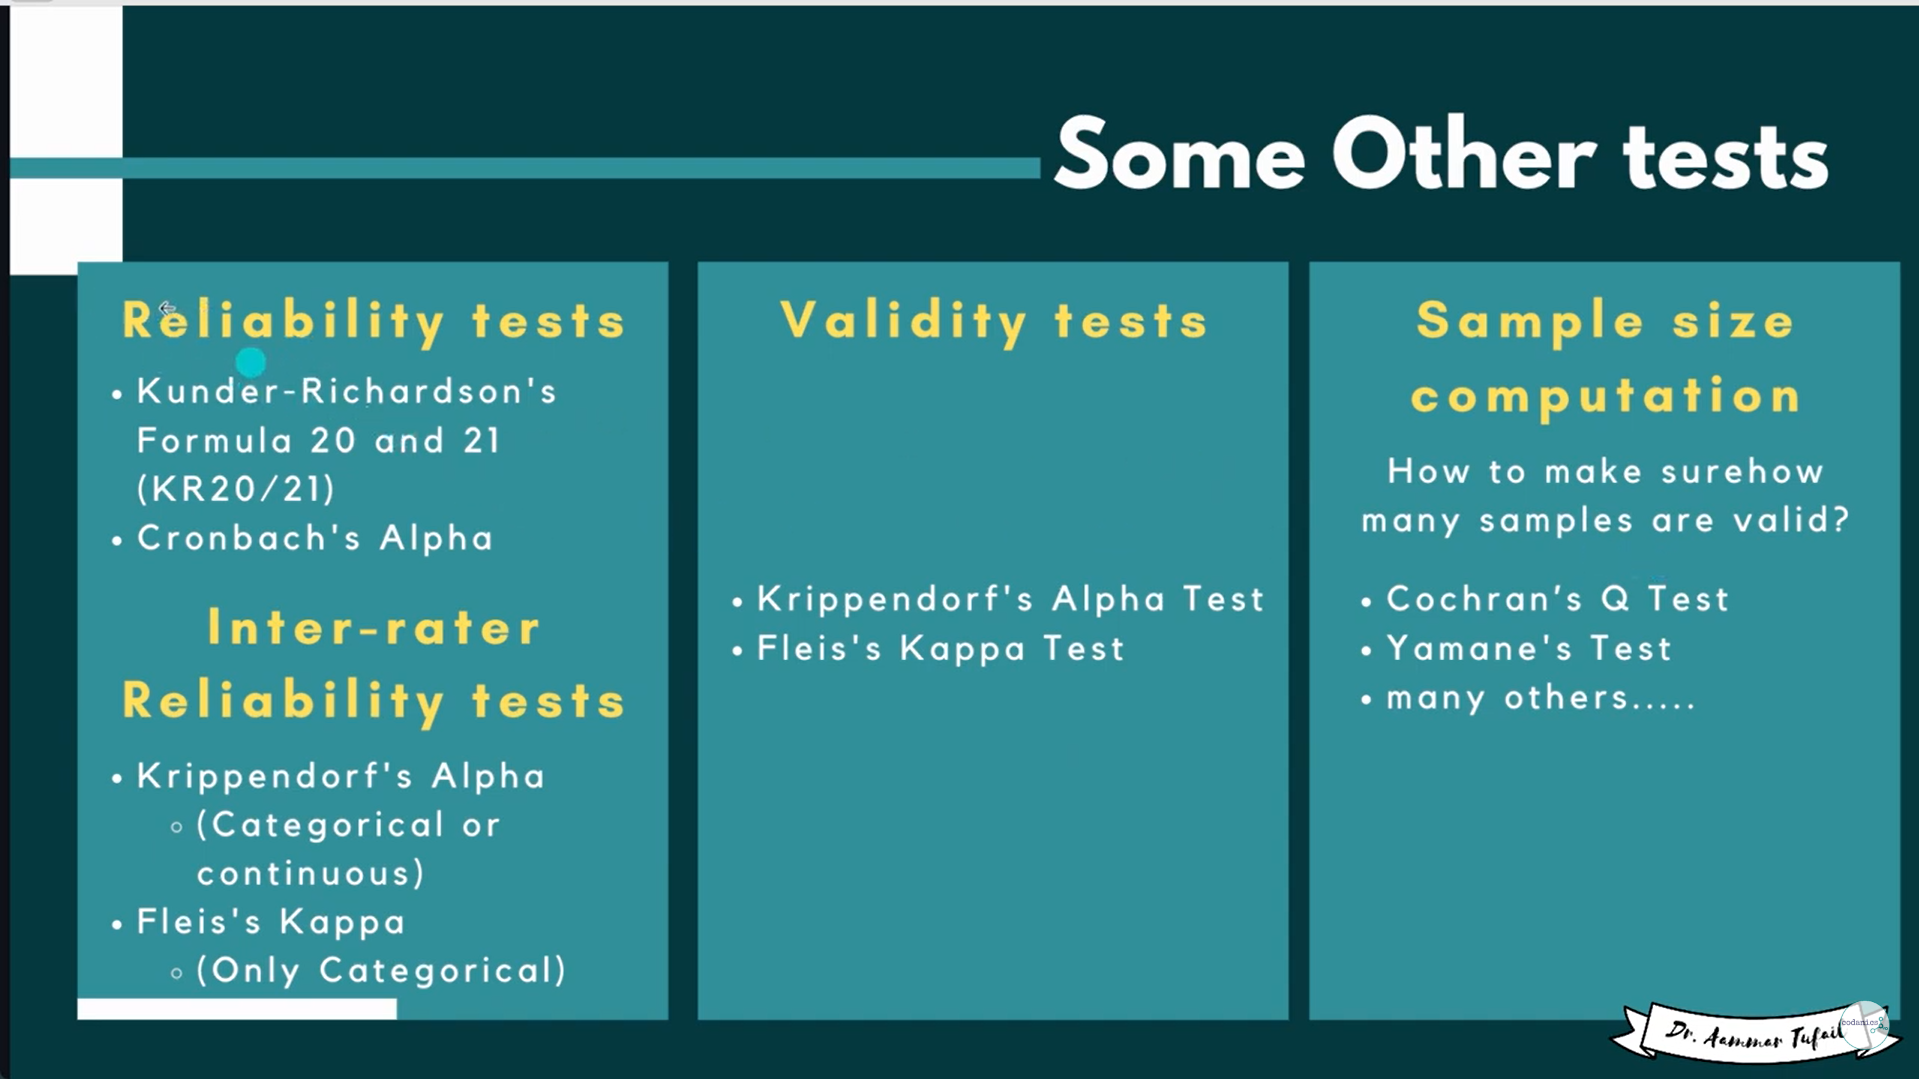 Some Other tests
Reliability tests
• Kunder-Richardson's
Formula 20 and 21
(KR20/21)
• Cronbach's Alpha
Inter-rater
Reliability tests
• Krippendorf's Alpha
◦ (Categorical or
continuous)
• Fleis's Kappa
◦ (Only Categorical)
Validity tests
• Krippendorf's Alpha Test
• Fleis's Kappa Test
Sample size
computation
How to make surehow
many samples are valid?
• Cochran’s Q Test
• Yamane's Test
• many others.....
Dr. Aammar Tufail
codanics